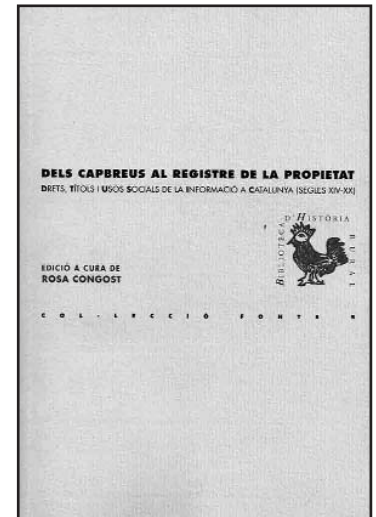 DELS CAPBREUS AL REGISTRE DE LA PROPIETAT
DRETS, TÍTOLS I USOS SOCIALS DE LA INFORMACIÓ A CATALUNYA (SEGLES XIV-XX)
BIBLIOTECA D'HISTÒRIA RURAL
EDICIÓ A CURA DE
ROSA CONGOST
COL·LECCIÓ FONTS